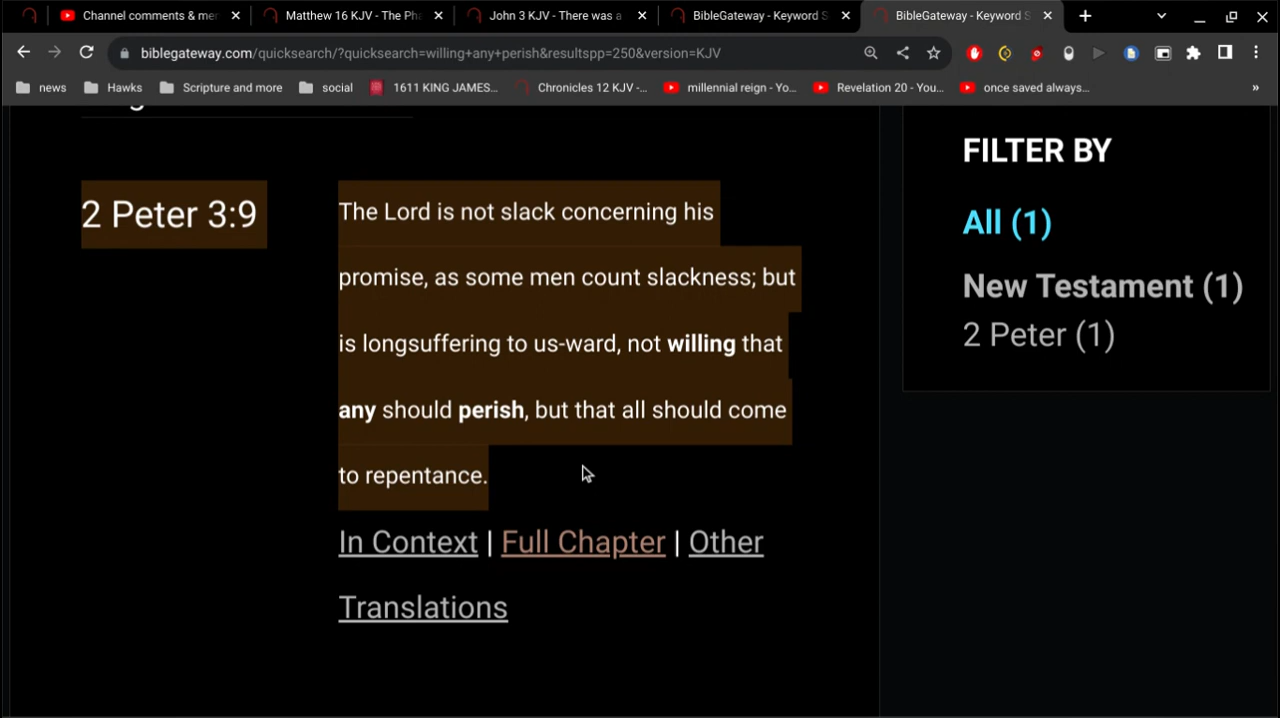 Channel comments & me
Matthew 16 KJV - The Pha
John 3 KJV - There was a
BibleGateway - Keyword S
BibleGateway - Keyword S
biblegateway.com/quicksearch/?quicksearch=willing+any+perish&resultspp=250&version=KJV
news
Hawks
Scripture and more
social
1611 KING JAMES...
Chronicles 12 KJV -...
millennial reign - Yo...
Revelation 20 - You...
once saved always...
»
2 Peter 3:9
The Lord is not slack concerning his
promise, as some men count slackness; but
is longsuffering to us-ward, not willing that
any should perish, but that all should come
to repentance.
In Context | Full Chapter | Other
Translations
FILTER BY
All (1)
New Testament (1)
2 Peter (1)